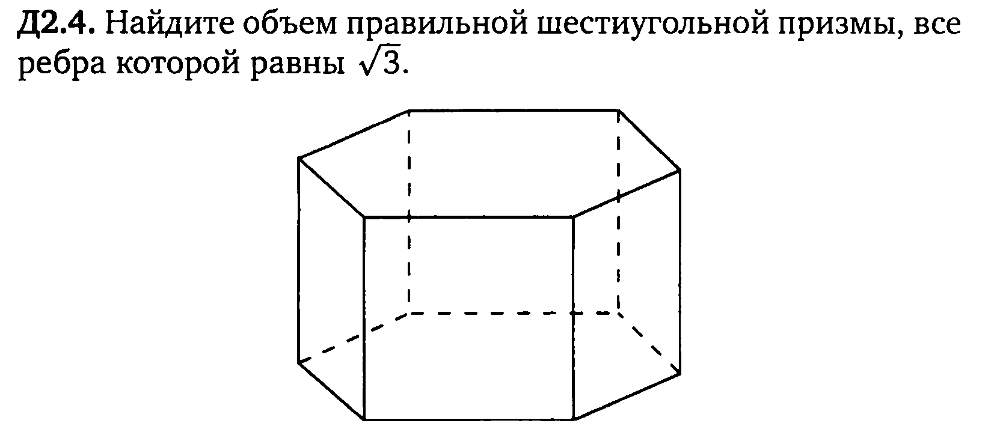 Д2.4. Найдите объем правильной шестиугольной призмы, все
ребра которой равны √3.